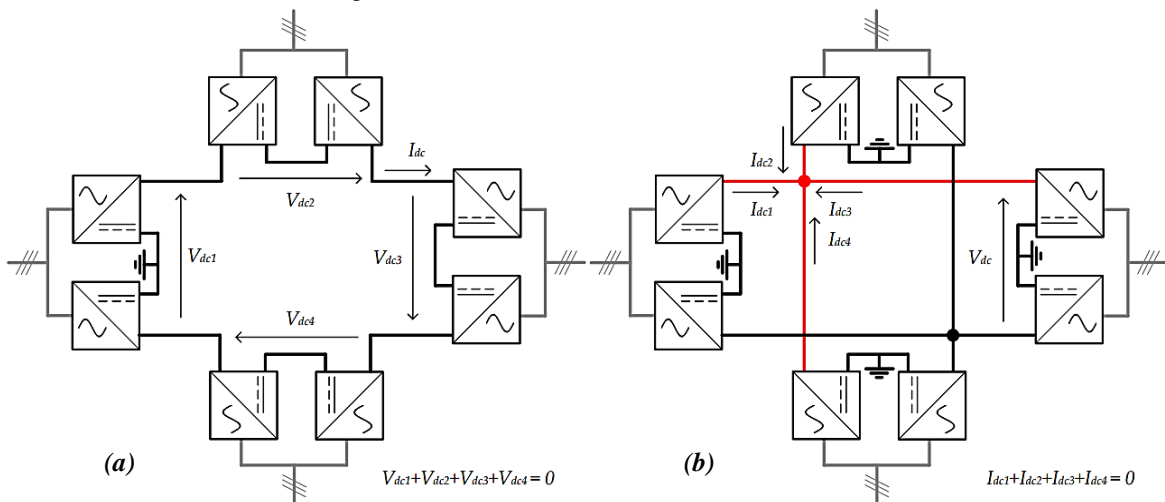 Idc
Vdc2
Vdc1
Vdc3
Vdc4
(a)
Vdc1+Vdc2+Vdc3+Vdc4= 0
Idc2
Idc1
Idc3
Idc4
Vdc
(b)
Idc1+Idc2+Idc3+Idc4= 0